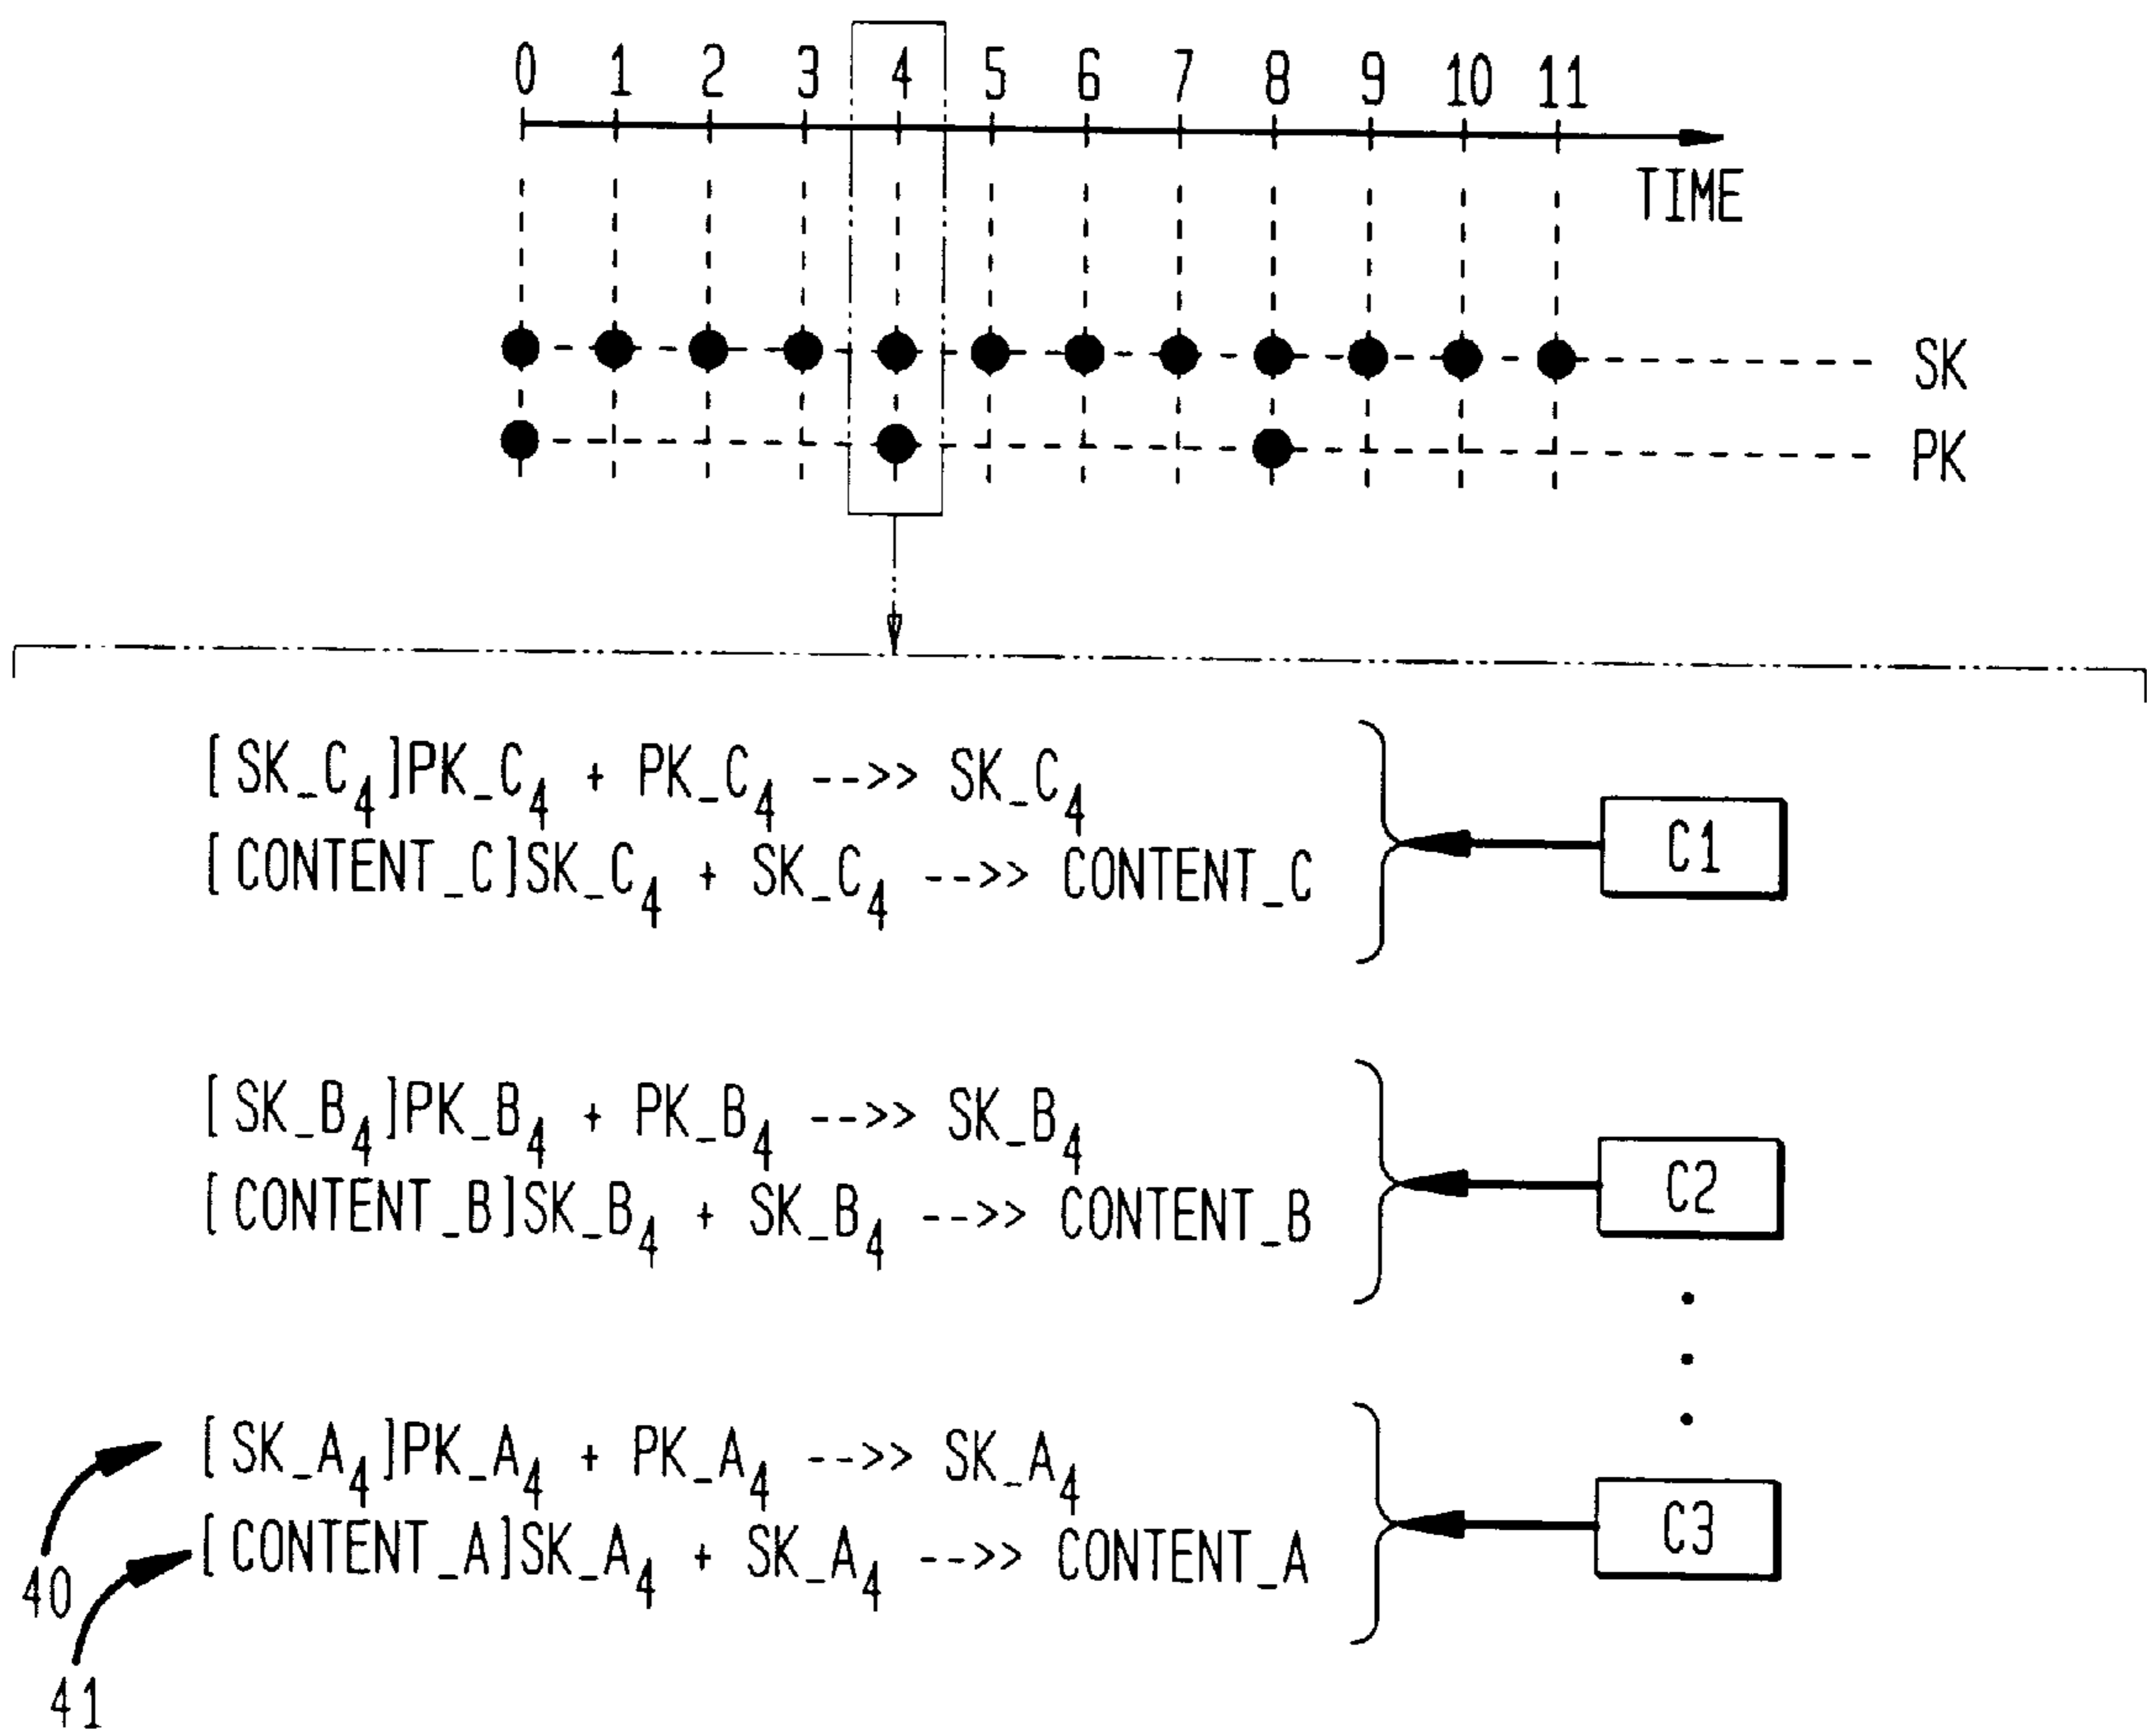 0 1 2 3 4 5 6 7 8 9 10 11
TIME
SK
PK
[SK_C4]PK_C4 + PK_C4 -->> SK_C4
[CONTENT_C]SK_C4 + SK_C4 -->> CONTENT_C
C1
[SK_B4]PK_B4 + PK_B4 -->> SK_B4
[CONTENT_B]SK_B4 + SK_B4 -->> CONTENT_B
C2
[SK_A4]PK_A4 + PK_A4 -->> SK_A4
[CONTENT_A]SK_A4 + SK_A4 -->> CONTENT_A
C3
40
41